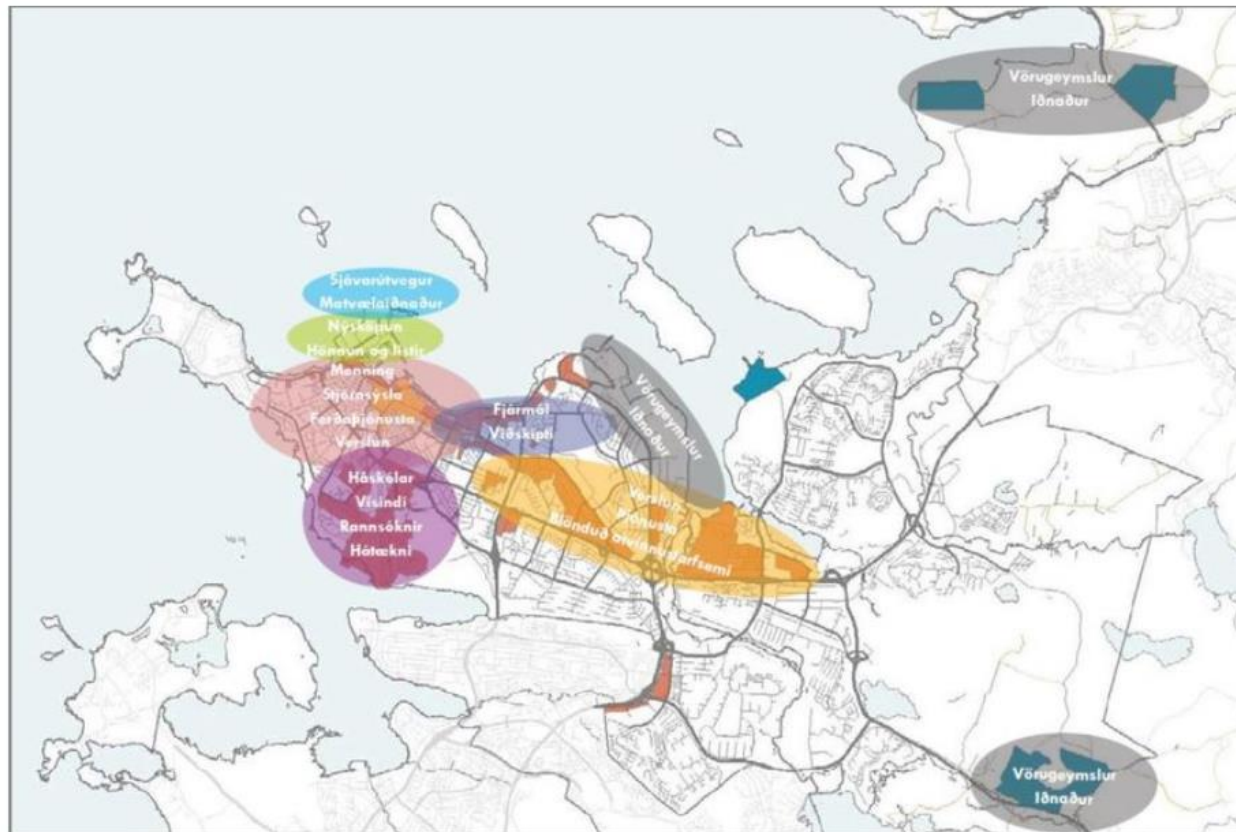 Vörugeymslur
Iðnaður
Sjávarútvegur
Matvælaiðnaður
Nýsköpun
Hönnun og listir
Menning
Stjórnsýsla
Ferðaþjónusta
Verslun
Fjármál
Viðskipti
Vörugeymslur
Iðnaður
Háskólar
Vísindi
Rannsóknir
Hátækni
Verslun-
þjónusta
Blönduð atvinnustarfsemi
Vörugeymslur
Iðnaður